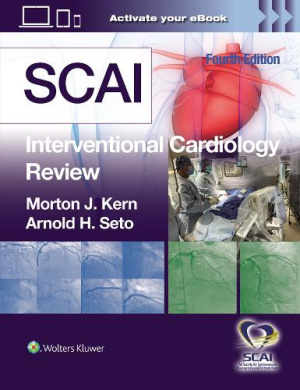 Activate your eBook
Fourth Edition
SCAI
Interventional Cardiology
Review
Morton J. Kern
Arnold H. Seto
Wolters Kluwer
SCAI